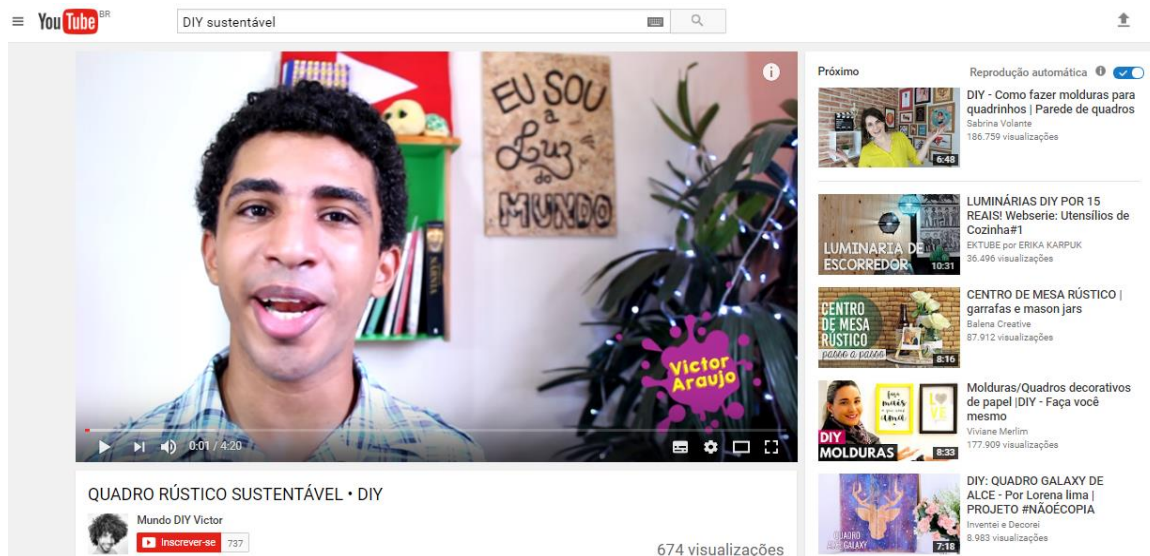 YouTube BR
DIY sustentável
EU SOU
a
Luz
do
MUNDO
NÁRNIA
Victor
Araujo
0:01 / 4:20
QUADRO RÚSTICO SUSTENTÁVEL • DIY
Mundo DIY Victor
Inscrever-se 737
674 visualizações
Próximo Reprodução automática
DIY - Como fazer molduras para
quadrinhos | Parede de quadros
Sabrina Volante
186.759 visualizações
6:48
LUMINÁRIAS DIY POR 15
REAIS! Webserie: Utensílios de
Cozinha#1
EKTUBE por ERIKA KARPUK
36.496 visualizações
LUMINARIA DE
ESCORREDOR
10:31
CENTRO DE MESA RÚSTICO |
garrafas e mason jars
Balena Creative
87.912 visualizações
CENTRO
DE MESA
RÚSTICO
passo a passo
8:16
Molduras/Quadros decorativos
de papel |DIY - Faça você
mesmo
Viviane Merlim
177.909 visualizações
DIY
MOLDURAS
LOVE
8:33
DIY: QUADRO GALAXY DE
ALCE - Por Lorena lima |
PROJETO #NÃOÉCOPIA
Inventei e Decorei
8.983 visualizações
QUADRO
ALCE GALAXY
7:18